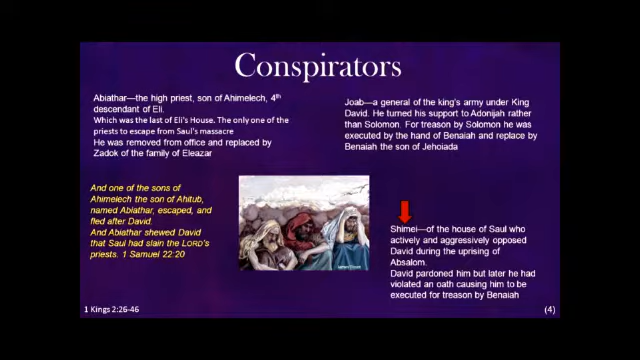 Conspirators
Abiathar—the high priest, son of Ahimelech, 4th
descendant of Eli.
Which was the last of Eli's House. The only one of the
priests to escape from Saul's massacre
He was removed from office and replaced by
Zadok of the family of Eleazar
Joab—a general of the king's army under King
David. He turned his support to Adonijah rather
than Solomon. For treason by Solomon he was
executed by the hand of Benaiah and replace by
Benaiah the son of Jehoiada
And one of the sons of
Ahimelech the son of Ahitub,
named Abiathar, escaped, and
fled after David.
And Abiathar shewed David
that Saul had slain the LORD's
priests. 1 Samuel 22:20
Shimei—of the house of Saul who
actively and aggressively opposed
David during the uprising of
Absalom.
David pardoned him but later he had
violated an oath causing him to be
executed for treason by Benaiah
1 Kings 2:26-46
(4)